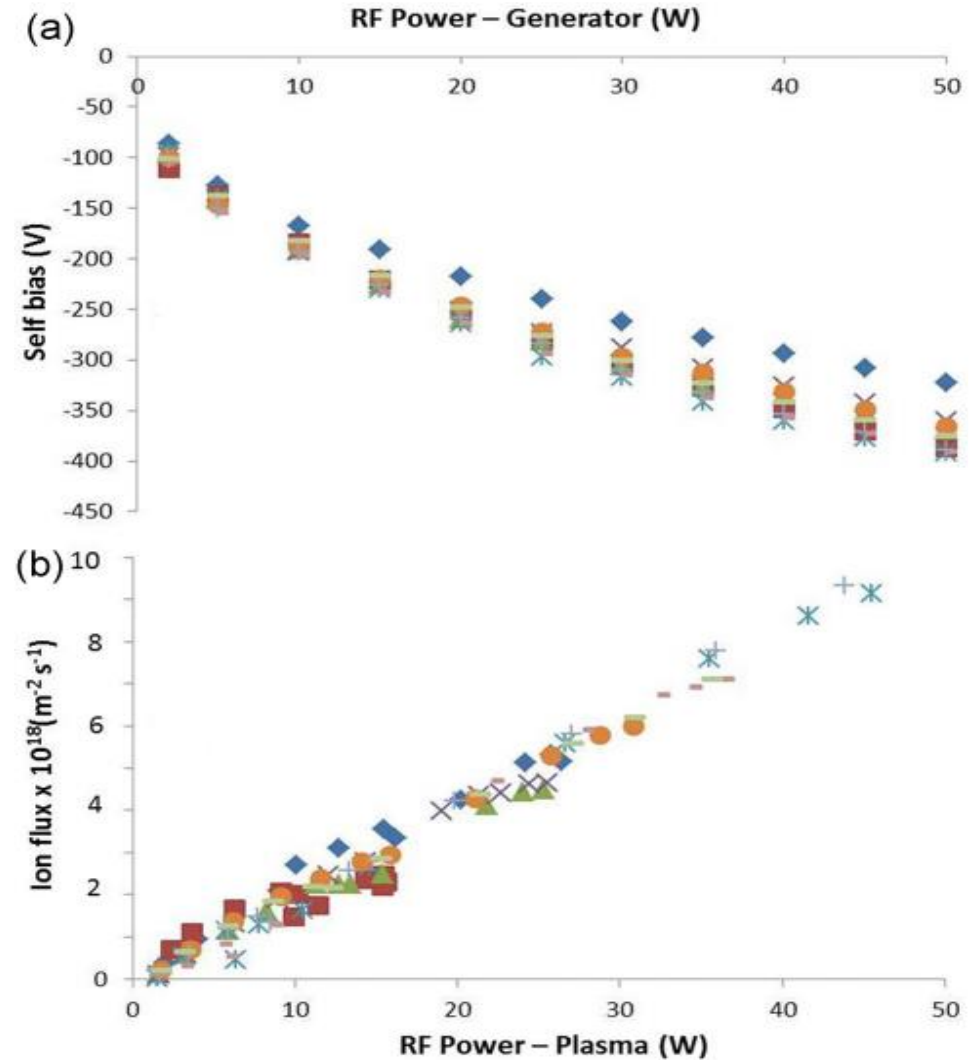 (a)
RF Power – Generator (W)
0
0 10 20 30 40 50
-50
-100
-150
-200
-250
-300
-350
-400
-450
Self bias (V)
(b)
10
8
6
4
2
0
Ion flux x 10¹⁸(m⁻² s⁻¹)
0 10 20 30 40 50
RF Power – Plasma (W)